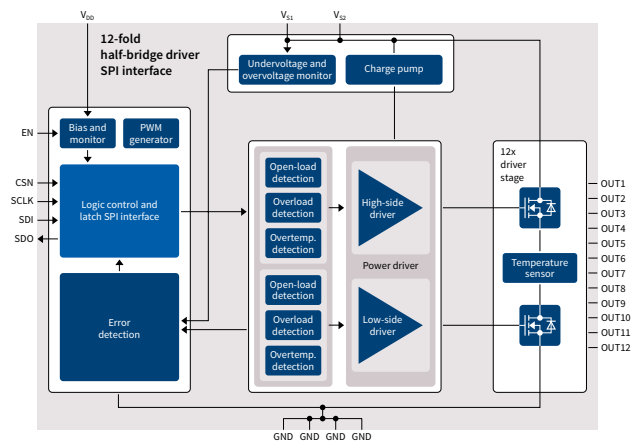 VDD
VS1
VS2
12-fold
half-bridge driver
SPI interface
Undervoltage and
overvoltage monitor
Charge pump
EN
Bias and
monitor
PWM
generator
CSN
SCLK
SDI
SDO
Logic control and
latch SPI interface
Error
detection
Open-load
detection
Overload
detection
Overtemp.
detection
High-side
driver
Power driver
Open-load
detection
Overload
detection
Overtemp.
detection
Low-side
driver
12x
driver
stage
Temperature
sensor
OUT1
OUT2
OUT3
OUT4
OUT5
OUT6
OUT7
OUT8
OUT9
OUT10
OUT11
OUT12
GND GND GND GND